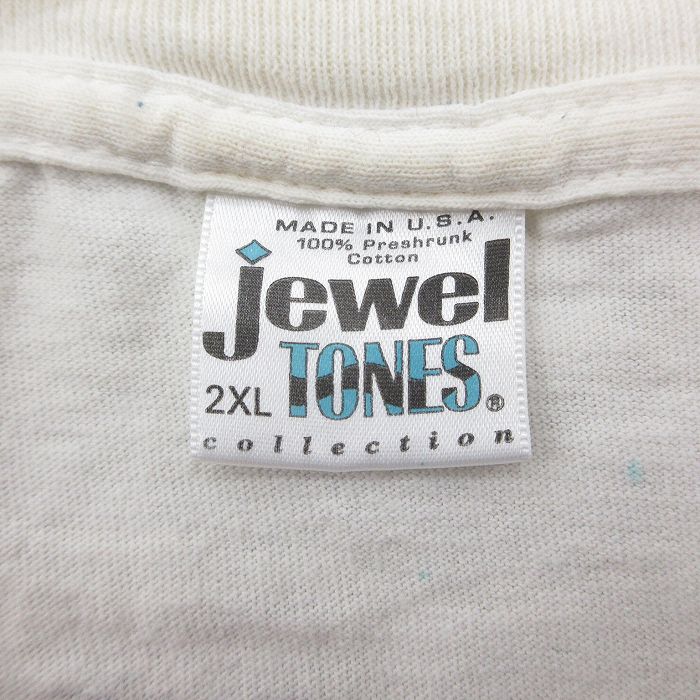 MADE IN U.S.A.
100% Preshrunk
Cotton
jewel
2XL TONES®
collection